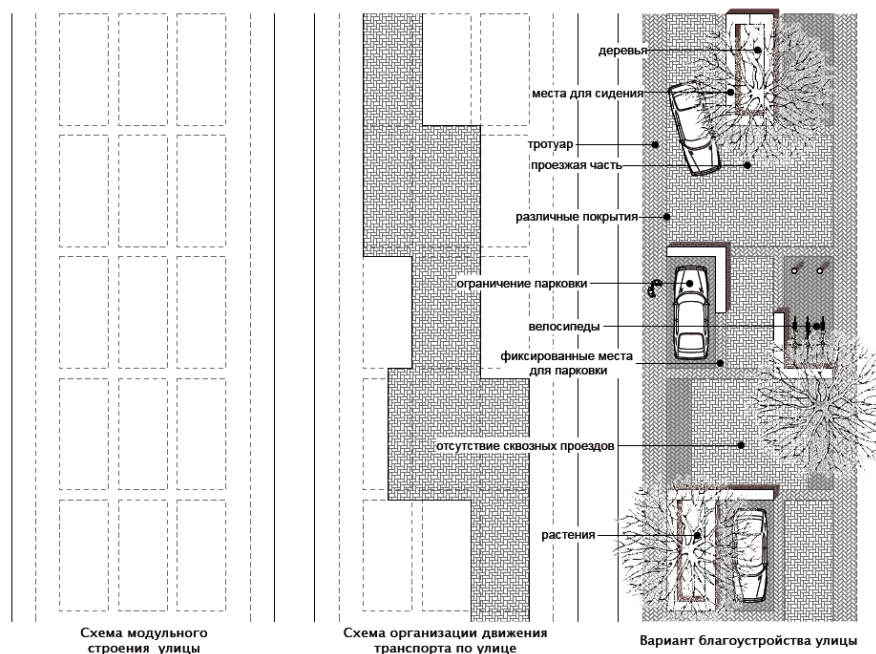 деревья
места для сидения
тротуар
проезжая часть
различные покрытия
ограничение парковки
велосипеды
фиксированные места
для парковки
отсутствие сквозных проездов
растения
Схема модульного
строения улицы
Схема организации движения
транспорта по улице
Вариант благоустройства улицы